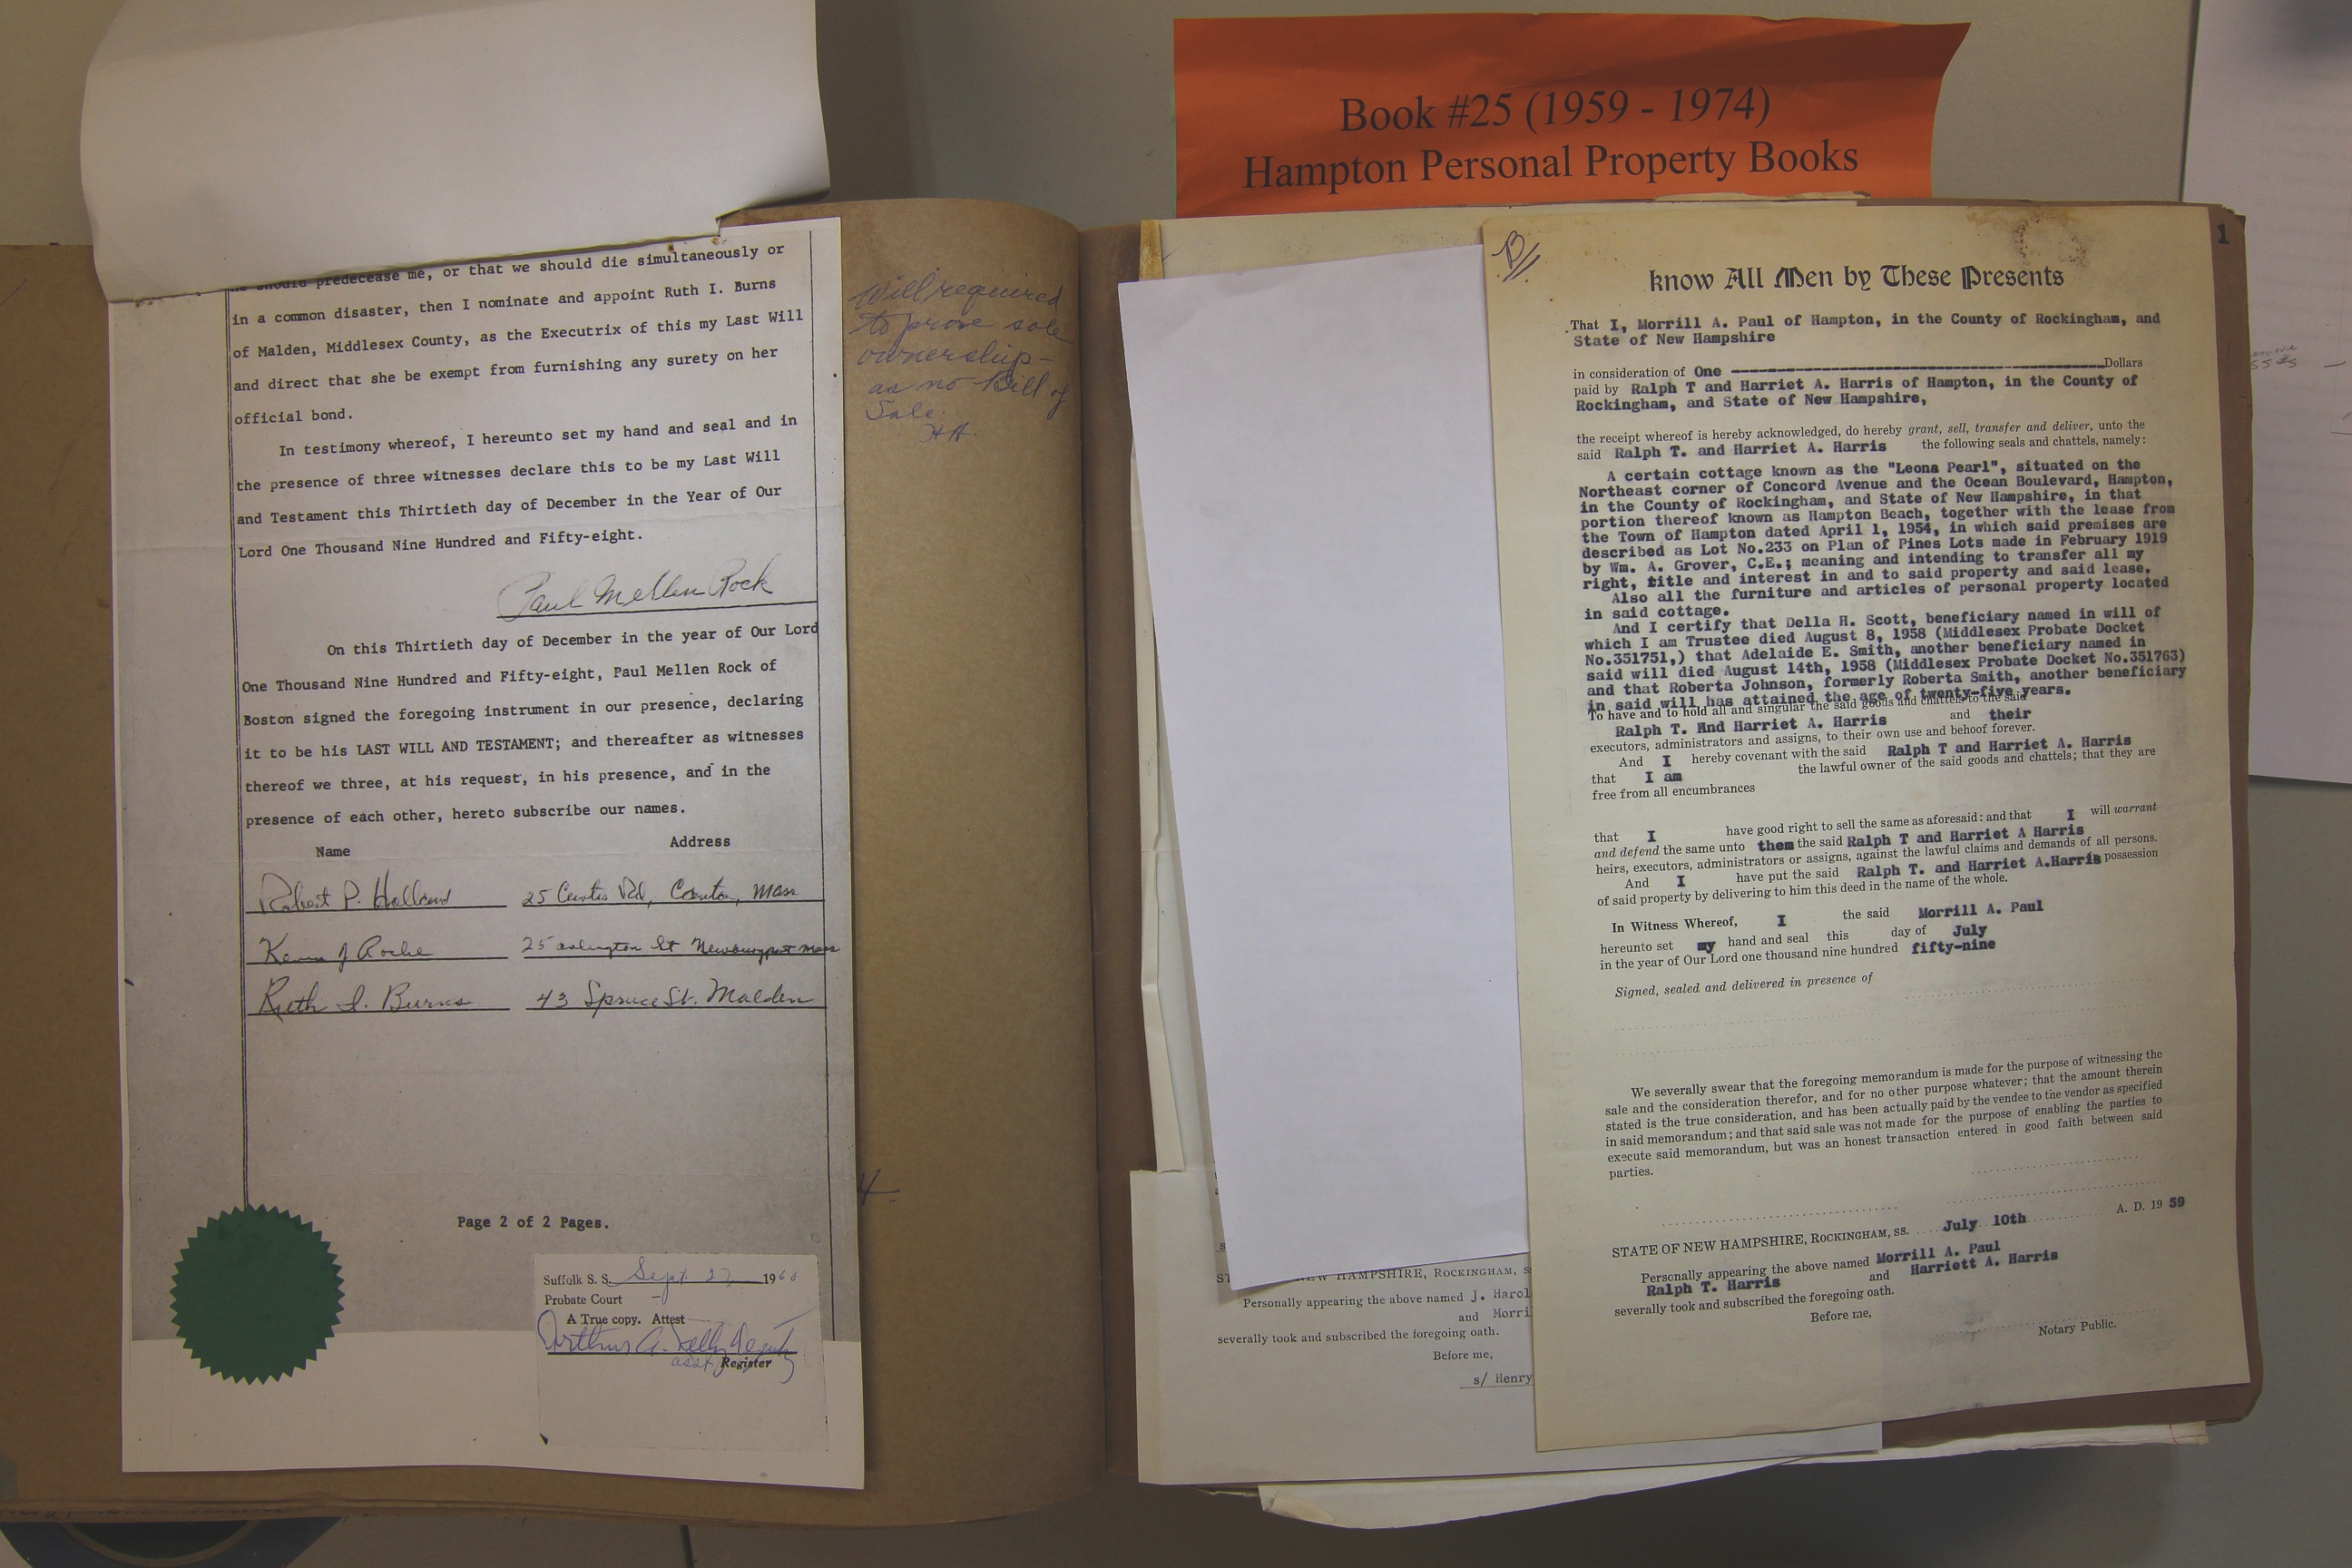 Book #25 (1959 - 1974)
Hampton Personal Property Books
he should predecease me, or that we should die simultaneously or
in a common disaster, then I nominate and appoint Ruth I. Burns
of Malden, Middlesex County, as the Executrix of this my Last Will
and direct that she be exempt from furnishing any surety on her
official bond.
In testimony whereof, I hereunto set my hand and seal and in
the presence of three witnesses declare this to be my Last Will
and Testament this Thirtieth day of December in the Year of Our
Lord One Thousand Nine Hundred and Fifty-eight.
Paul Mellen Rock
On this Thirtieth day of December in the year of Our Lord
One Thousand Nine Hundred and Fifty-eight, Paul Mellen Rock of
Boston signed the foregoing instrument in our presence, declaring
it to be his LAST WILL AND TESTAMENT; and thereafter as witnesses
thereof we three, at his request, in his presence, and in the
presence of each other, hereto subscribe our names.
Name Address
Robert P. Holland 25 Rd, Canton, Mass
J Roche 25 Arlington St Newburyport Mass
Ruth I. Burns 43 Spruce St. Malden
Page 2 of 2 Pages.
Suffolk S. S. Sept. 27 1960
Probate Court
A True copy. Attest
Arthur A. Kelly Deputy
asst. Register
Will required
to prove sole
ownership -
as no Bill of
Sale.
HA.
4.
1
B//
know All Men by These Presents
That I, Morrill A. Paul of Hampton, in the County of Rockingham, and
State of New Hampshire
in consideration of One ---------- Dollars
paid by Ralph T and Harriet A. Harris of Hampton, in the County of
Rockingham, and State of New Hampshire,
the receipt whereof is hereby acknowledged, do hereby grant, sell, transfer and deliver, unto the
said Ralph T. and Harriet A. Harris the following seals and chattels, namely:
A certain cottage known as the "Leona Pearl", situated on the
Northeast corner of Concord Avenue and the Ocean Boulevard, Hampton,
in the County of Rockingham, and State of New Hampshire, in that
portion thereof known as Hampton Beach, together with the lease from
the Town of Hampton dated April 1, 1954, in which said premises are
described as Lot No.233 on Plan of Pines Lots made in February 1919
by Wm. A. Grover, C.E.; meaning and intending to transfer all my
right, title and interest in and to said property and said lease.
Also all the furniture and articles of personal property located
in said cottage.
And I certify that Della H. Scott, beneficiary named in will of
which I am Trustee died August 8, 1958 (Middlesex Probate Docket
No.351751,) that Adelaide E. Smith, another beneficiary named in
said will died August 14th, 1958 (Middlesex Probate Docket No.351763)
and that Roberta Johnson, formerly Roberta Smith, another beneficiary
in said will has attained the age of twenty-five years.
To have and to hold all and singular the said goods and chattels to the said
Ralph T. And Harriet A. Harris and their
executors, administrators and assigns, to their own use and behoof forever.
And I hereby covenant with the said Ralph T and Harriet A. Harris
that I am the lawful owner of the said goods and chattels; that they are
free from all encumbrances
that I have good right to sell the same as aforesaid: and that I will warrant
and defend the same unto them the said Ralph T and Harriet A Harris
heirs, executors, administrators or assigns, against the lawful claims and demands of all persons.
And I have put the said Ralph T. and Harriet A.Harris possession
of said property by delivering to him this deed in the name of the whole.
In Witness Whereof, I the said Morrill A. Paul
hereunto set my hand and seal this day of July
in the year of Our Lord one thousand nine hundred fifty-nine
Signed, sealed and delivered in presence of
We severally swear that the foregoing memorandum is made for the purpose of witnessing the
sale and the consideration therefor, and for no other purpose whatever; that the amount therein
stated is the true consideration, and has been actually paid by the vendee to the vendor as specified
in said memorandum; and that said sale was not made for the purpose of enabling the parties to
execute said memorandum, but was an honest transaction entered in good faith between said
parties.
STATE OF NEW HAMPSHIRE, ROCKINGHAM, SS. July 10th A. D. 19 59
Personally appearing the above named Morrill A. Paul
Ralph T. Harris and Harriett A. Harris
severally took and subscribed the foregoing oath.
Before me,
Notary Public.
NEW HAMPSHIRE, ROCKINGHAM, S
Personally appearing the above named J. Harol
and Morri
severally took and subscribed the foregoing oath.
Before me,
s/ Henry